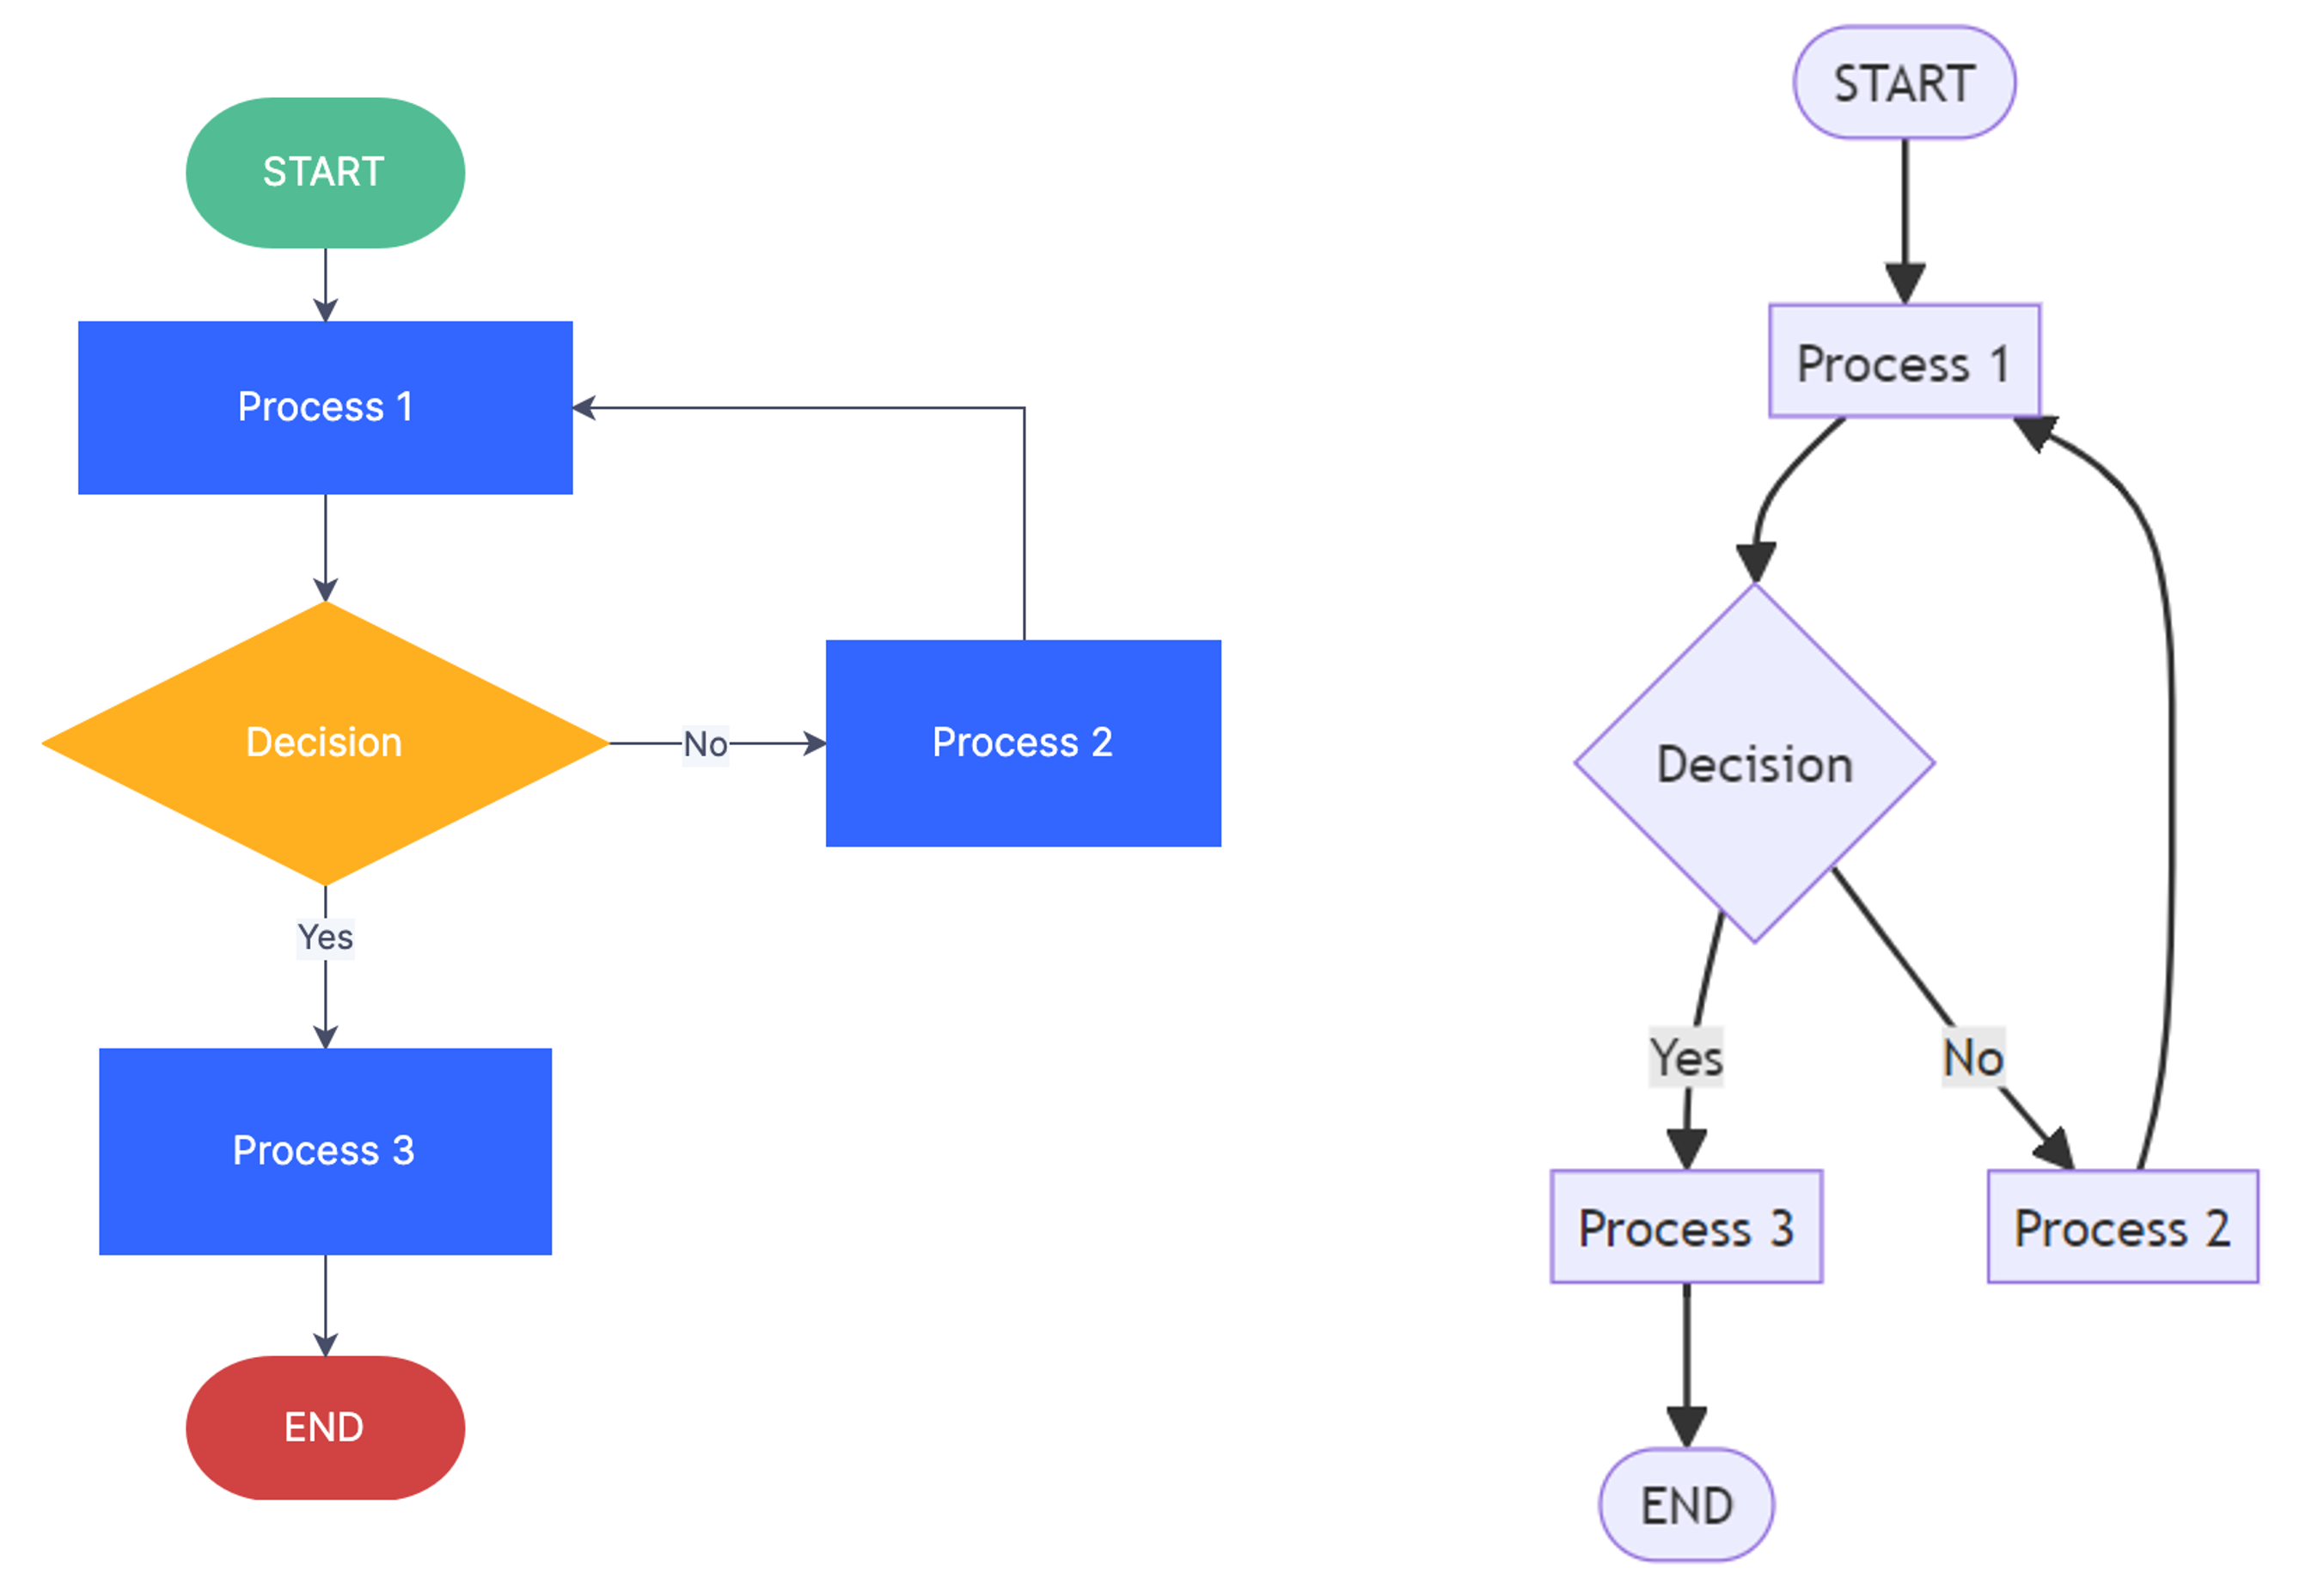 START
Process 1
Decision
No
Process 2
Yes
Process 3
END
START
Process 1
Decision
Yes
No
Process 3
Process 2
END